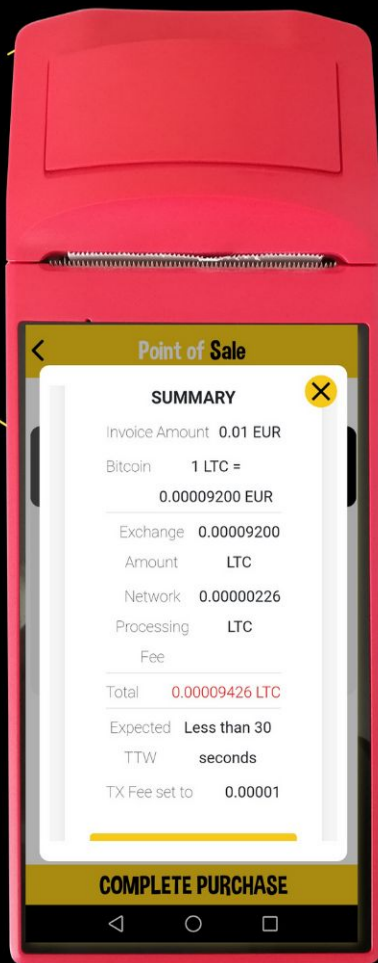 Point of Sale
SUMMARY
Invoice Amount 0.01 EUR
Bitcoin 1 LTC =
0.00009200 EUR
Exchange 0.00009200
Amount LTC
Network 0.00000226
Processing LTC
Fee
Total 0.00009426 LTC
Expected Less than 30
TTW seconds
TX Fee set to 0.00001
COMPLETE PURCHASE